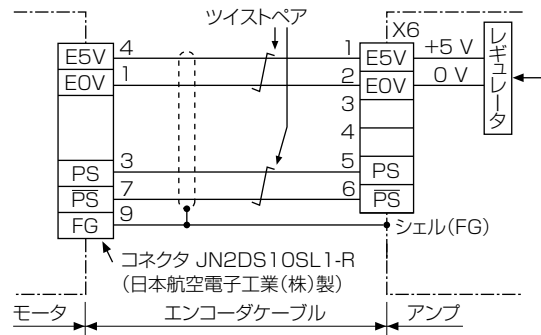 ツイストペア
X6
E5V 4 1 E5V +5 V
E0V 1 2 E0V 0 V
レギュレータ
3
4
PS 3 5 PS
PS 7 6 PS
FG 9
シェル(FG)
コネクタ JN2DS10SL1-R
(日本航空電子工業(株)製)
モータ エンコーダケーブル アンプ